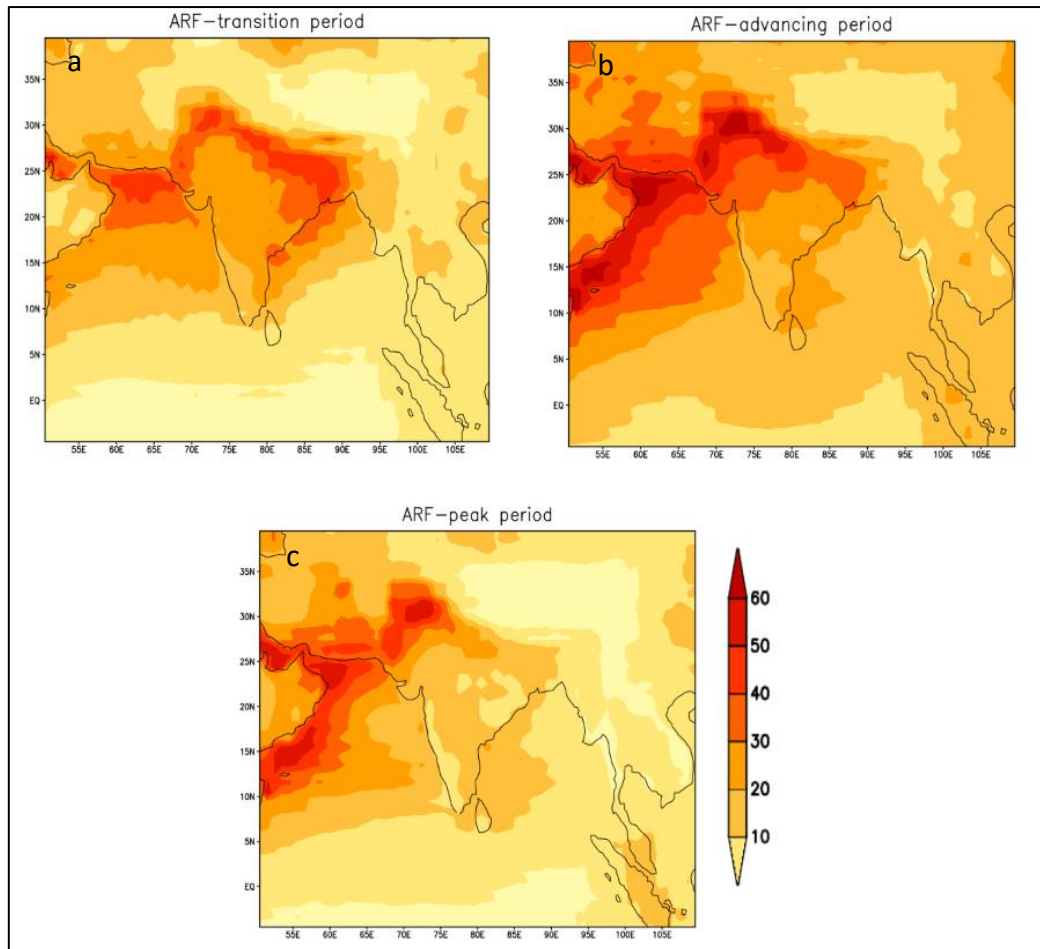 ARF-transition period
a
35N
30N
25N
20N
15N
10N
5N
EQ
55E 60E 65E 70E 75E 80E 85E 90E 95E 100E 105E
ARF-advancing period
b
35N
30N
25N
20N
15N
10N
5N
EQ
55E 60E 65E 70E 75E 80E 85E 90E 95E 100E 105E
ARF-peak period
c
35N
30N
25N
20N
15N
10N
5N
EQ
55E 60E 65E 70E 75E 80E 85E 90E 95E 100E 105E
60
50
40
30
20
10